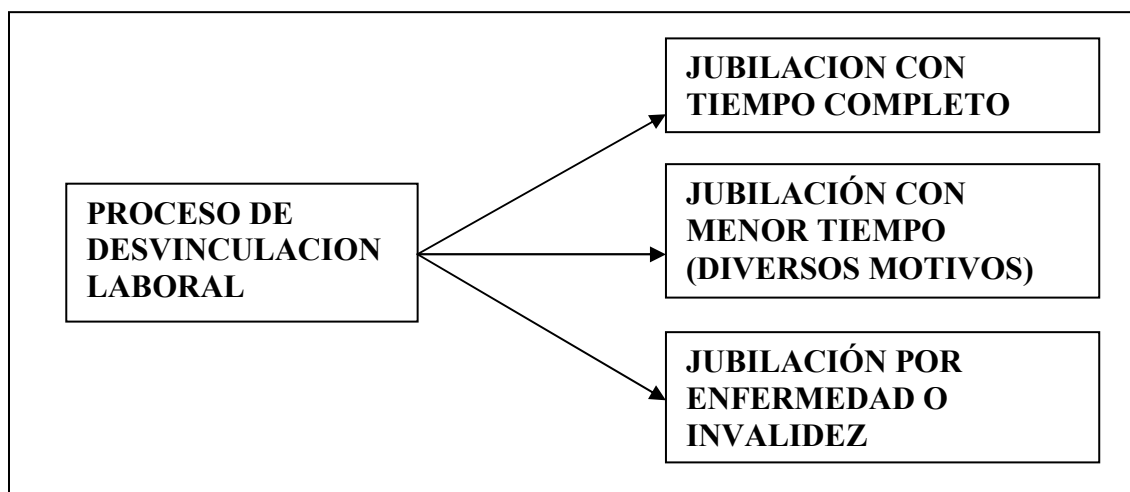 PROCESO DE
DESVINCULACION
LABORAL
JUBILACION CON
TIEMPO COMPLETO
JUBILACIÓN CON
MENOR TIEMPO
(DIVERSOS MOTIVOS)
JUBILACIÓN POR
ENFERMEDAD O
INVALIDEZ